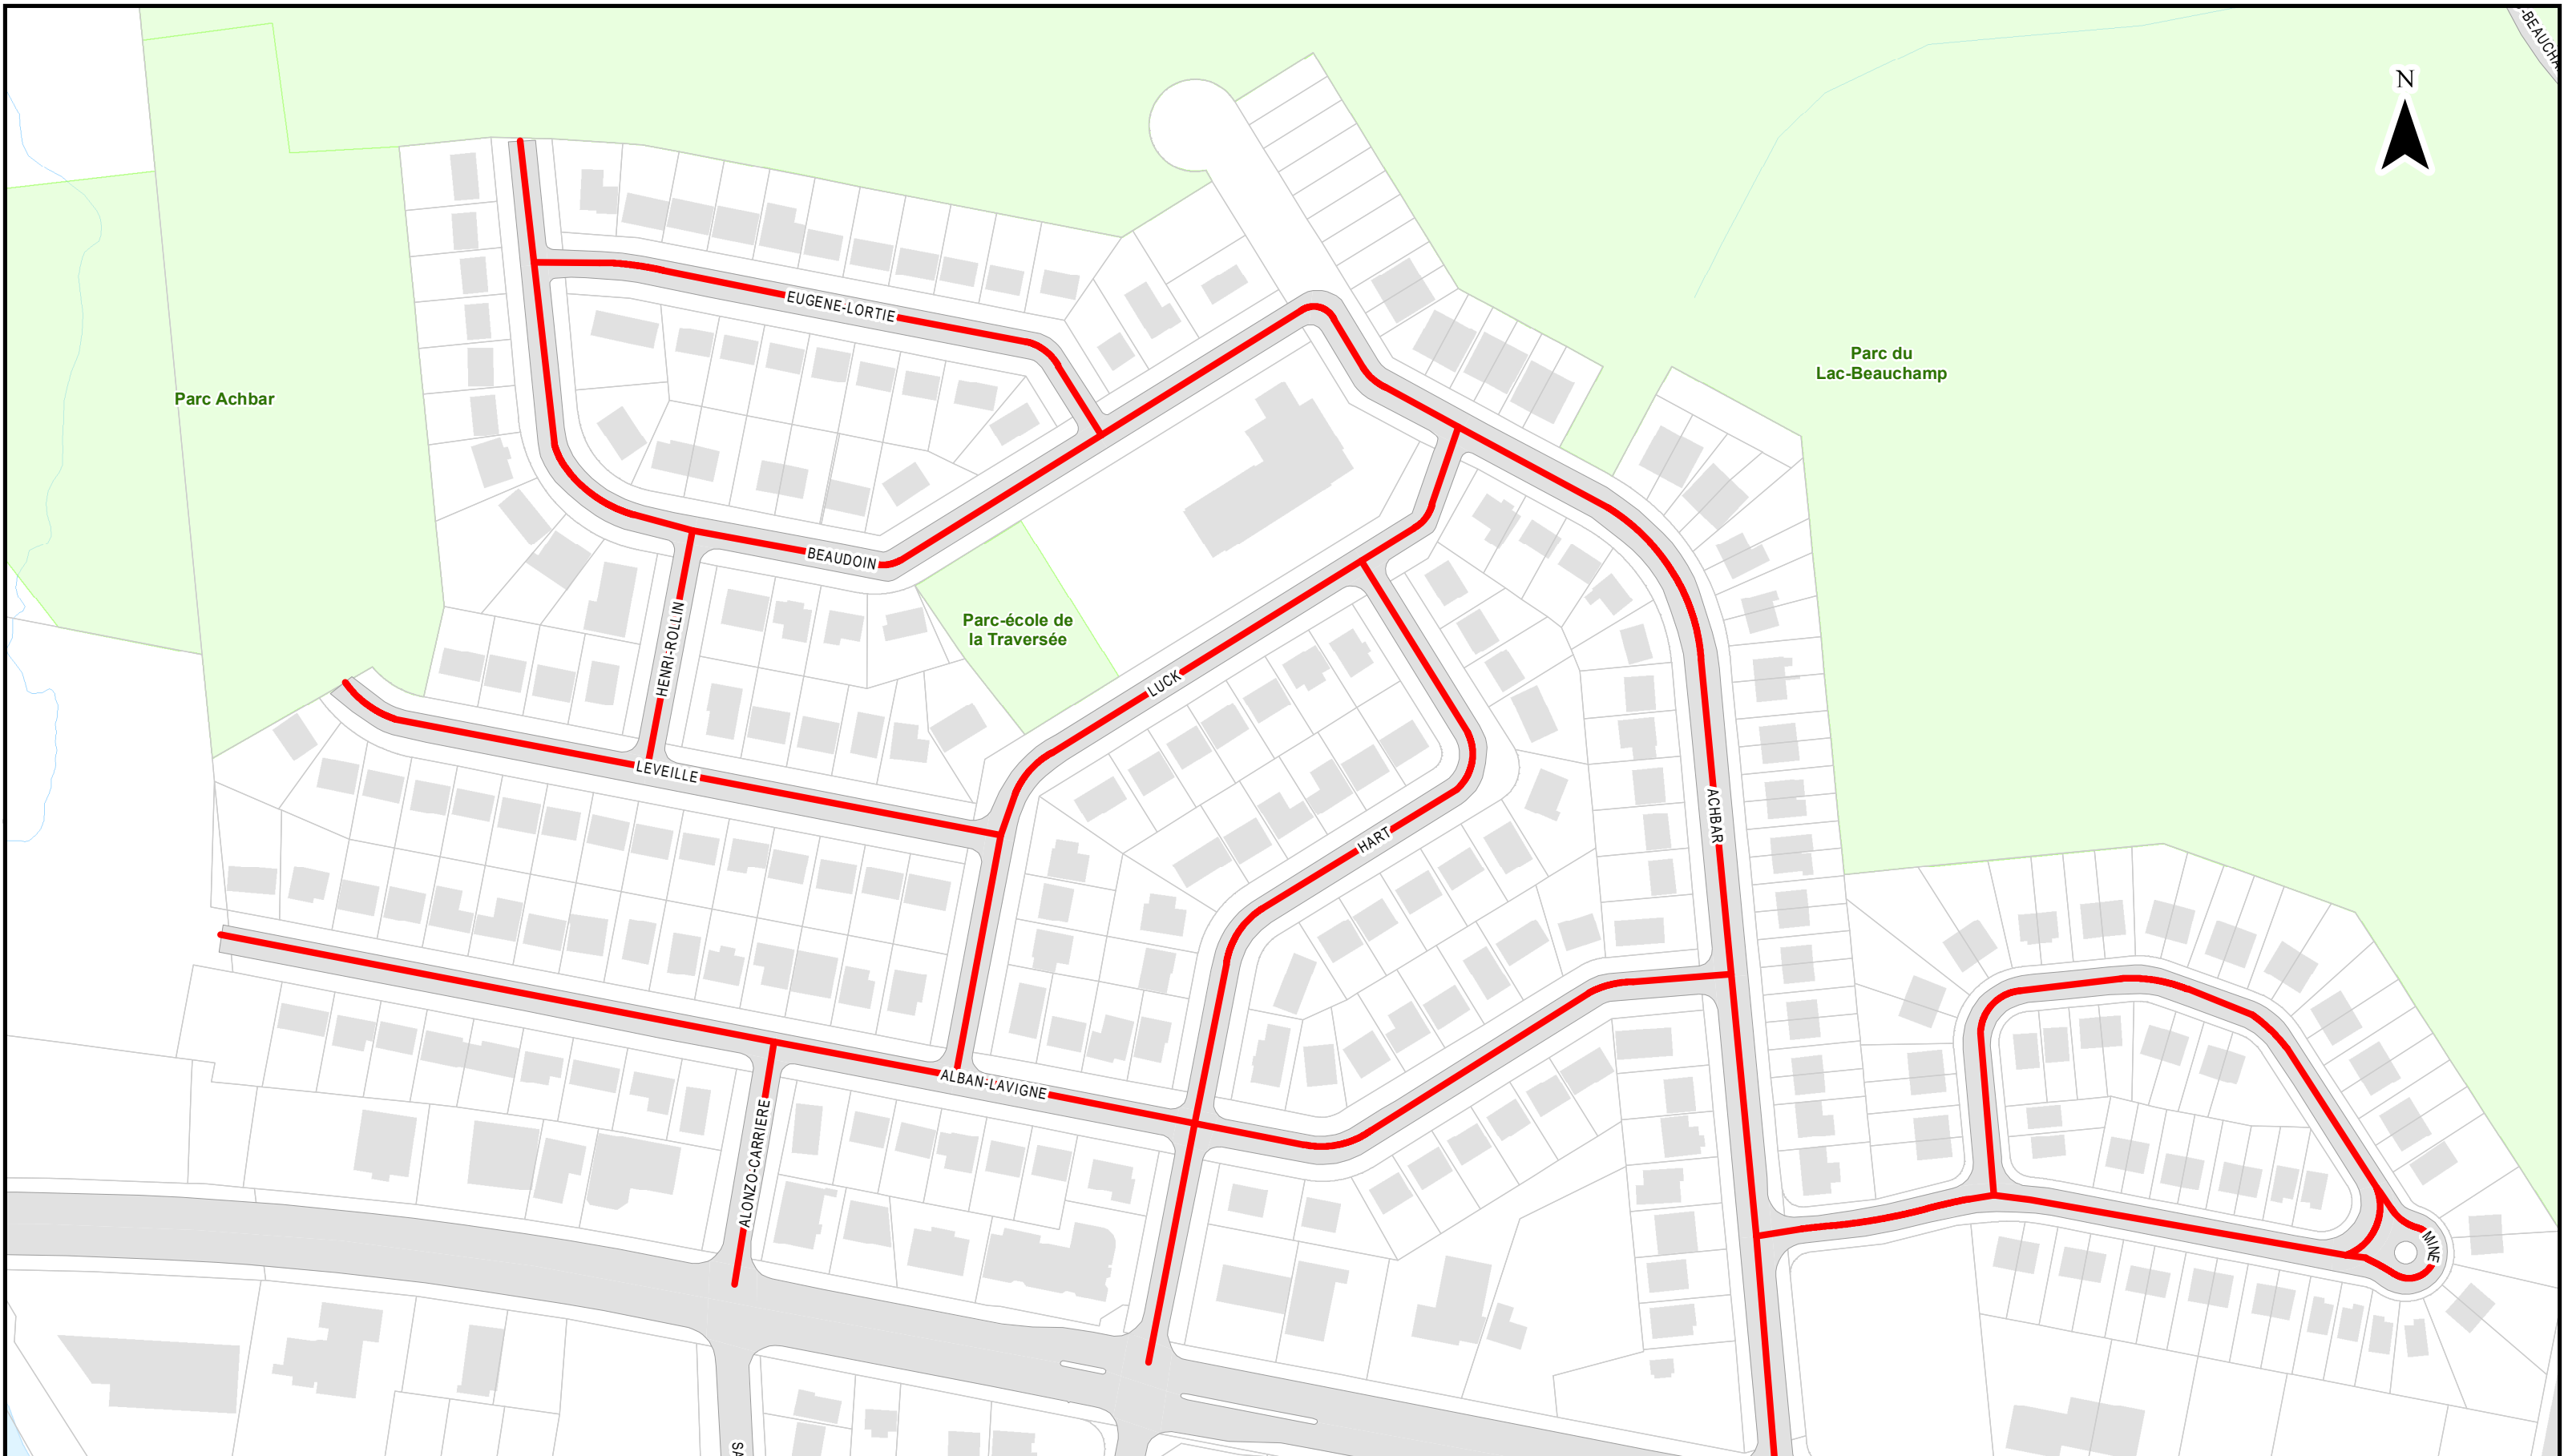 N
EUGENE-LORTIE
Parc du
Lac-Beauchamp
Parc Achbar
BEAUDOIN
Parc-école de
la Traversée
HENRI-ROLLIN
LUCK
LEVEILLE
ACHBAR
HART
ALBAN-LAVIGNE
ALONZO-CARRIERE
MINE